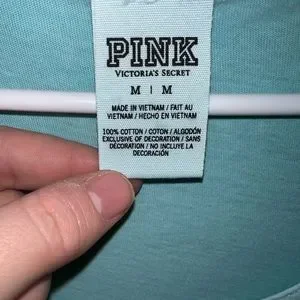 PINK
VICTORIA'S SECRET
M | M
MADE IN VIETNAM / FAIT AU
VIETNAM / HECHO EN VIETNAM
100% COTTON / COTON / ALGODÓN
EXCLUSIVE OF DECORATION / SANS
DÉCORATION / NO INCLUYE LA
DECORACIÓN